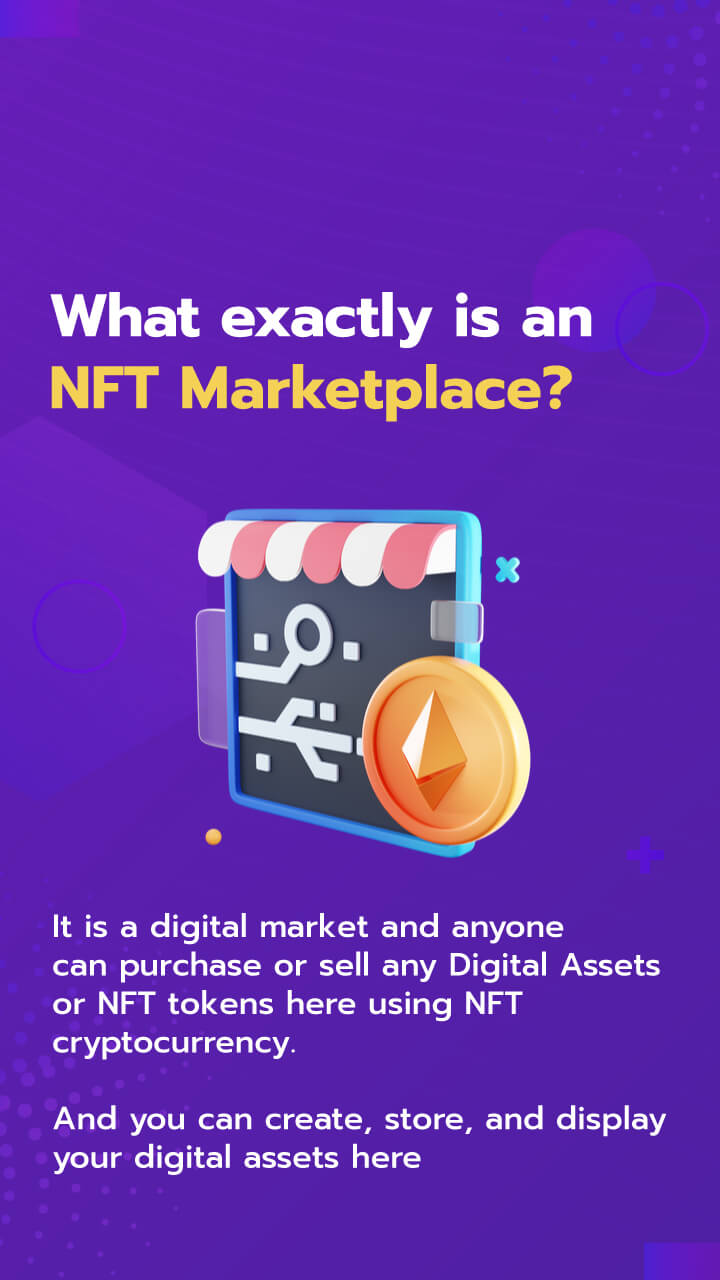 What exactly is an
NFT Marketplace?
It is a digital market and anyone
can purchase or sell any Digital Assets
or NFT tokens here using NFT
cryptocurrency.
And you can create, store, and display
your digital assets here